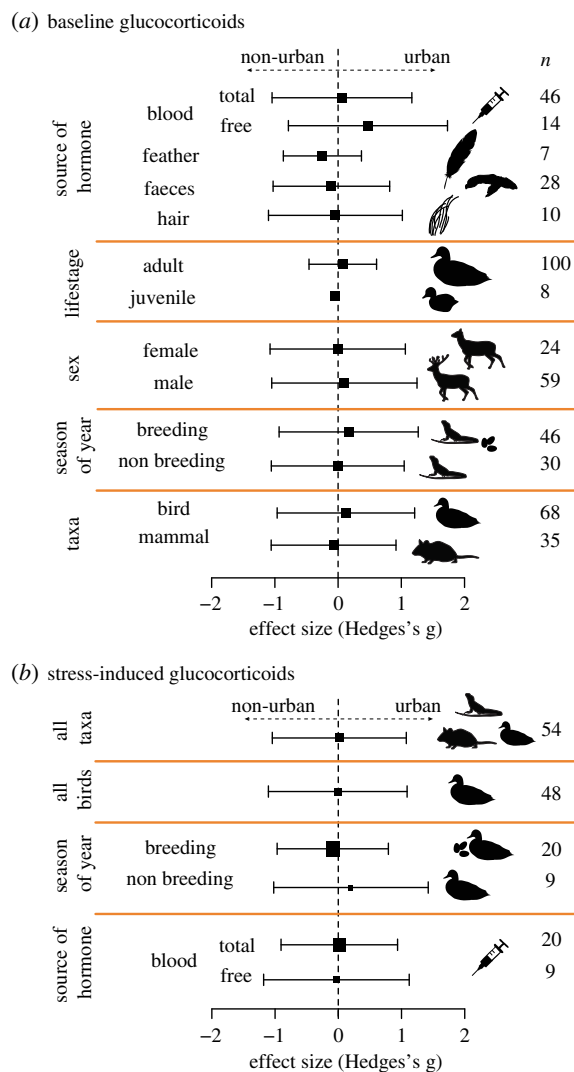 (a) baseline glucocorticoids
non-urban urban n
source of hormone
blood total 46
free 14
feather 7
faeces 28
hair 10
lifestage
adult 100
juvenile 8
sex
female 24
male 59
season of year
breeding 46
non breeding 30
taxa
bird 68
mammal 35
−2 −1 0 1 2
effect size (Hedges's g)
(b) stress-induced glucocorticoids
non-urban urban
all taxa 54
all birds 48
season of year
breeding 20
non breeding 9
source of hormone
blood total 20
free 9
−2 −1 0 1 2
effect size (Hedges's g)